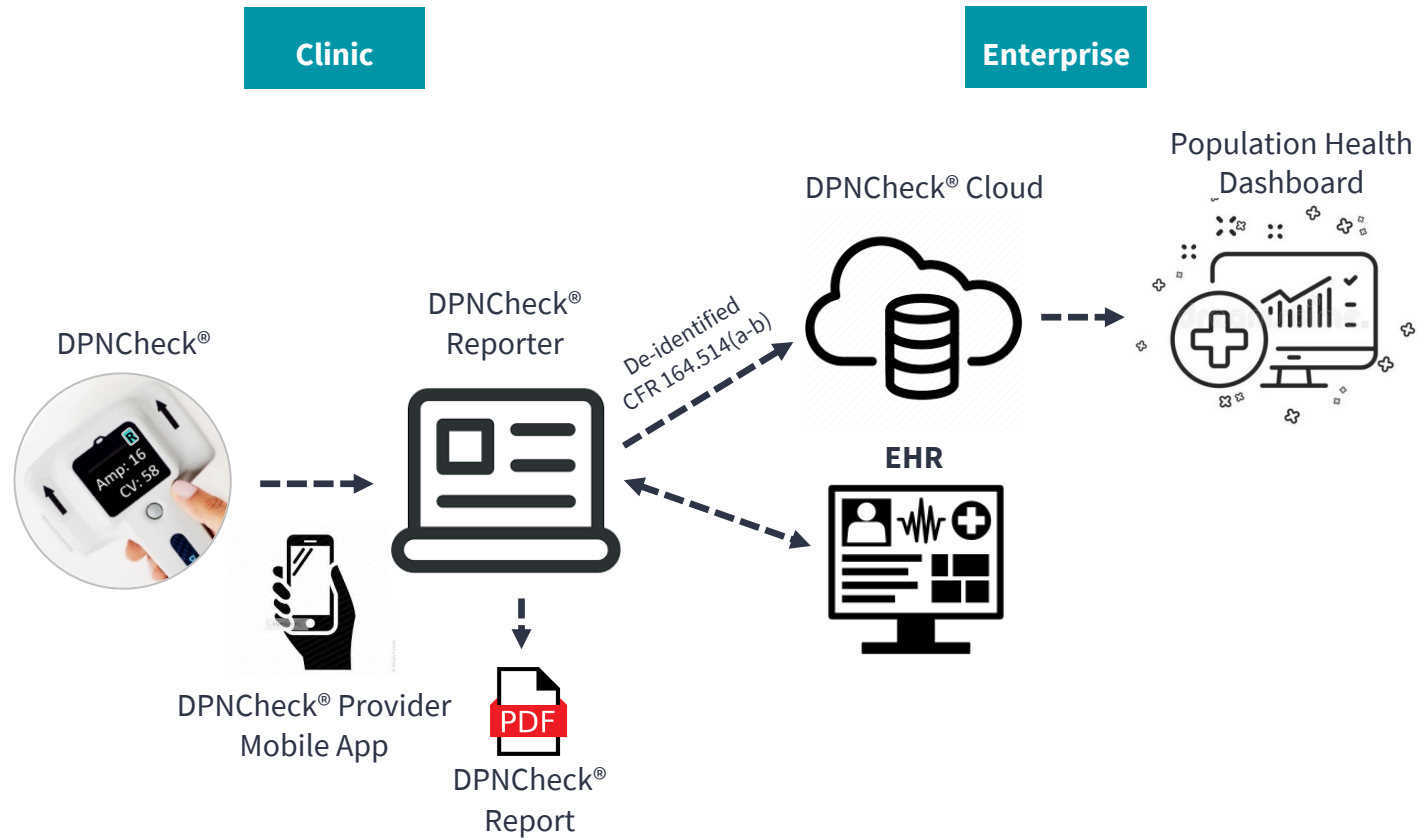 Clinic
Enterprise
Population Health
Dashboard
DPNCheck® Cloud
DPNCheck®
Reporter
De-identified
CFR 164.514(a-b)
DPNCheck®
R
Amp: 16
CV: 58
EHR
DPNCheck® Provider
Mobile App
PDF
DPNCheck®
Report